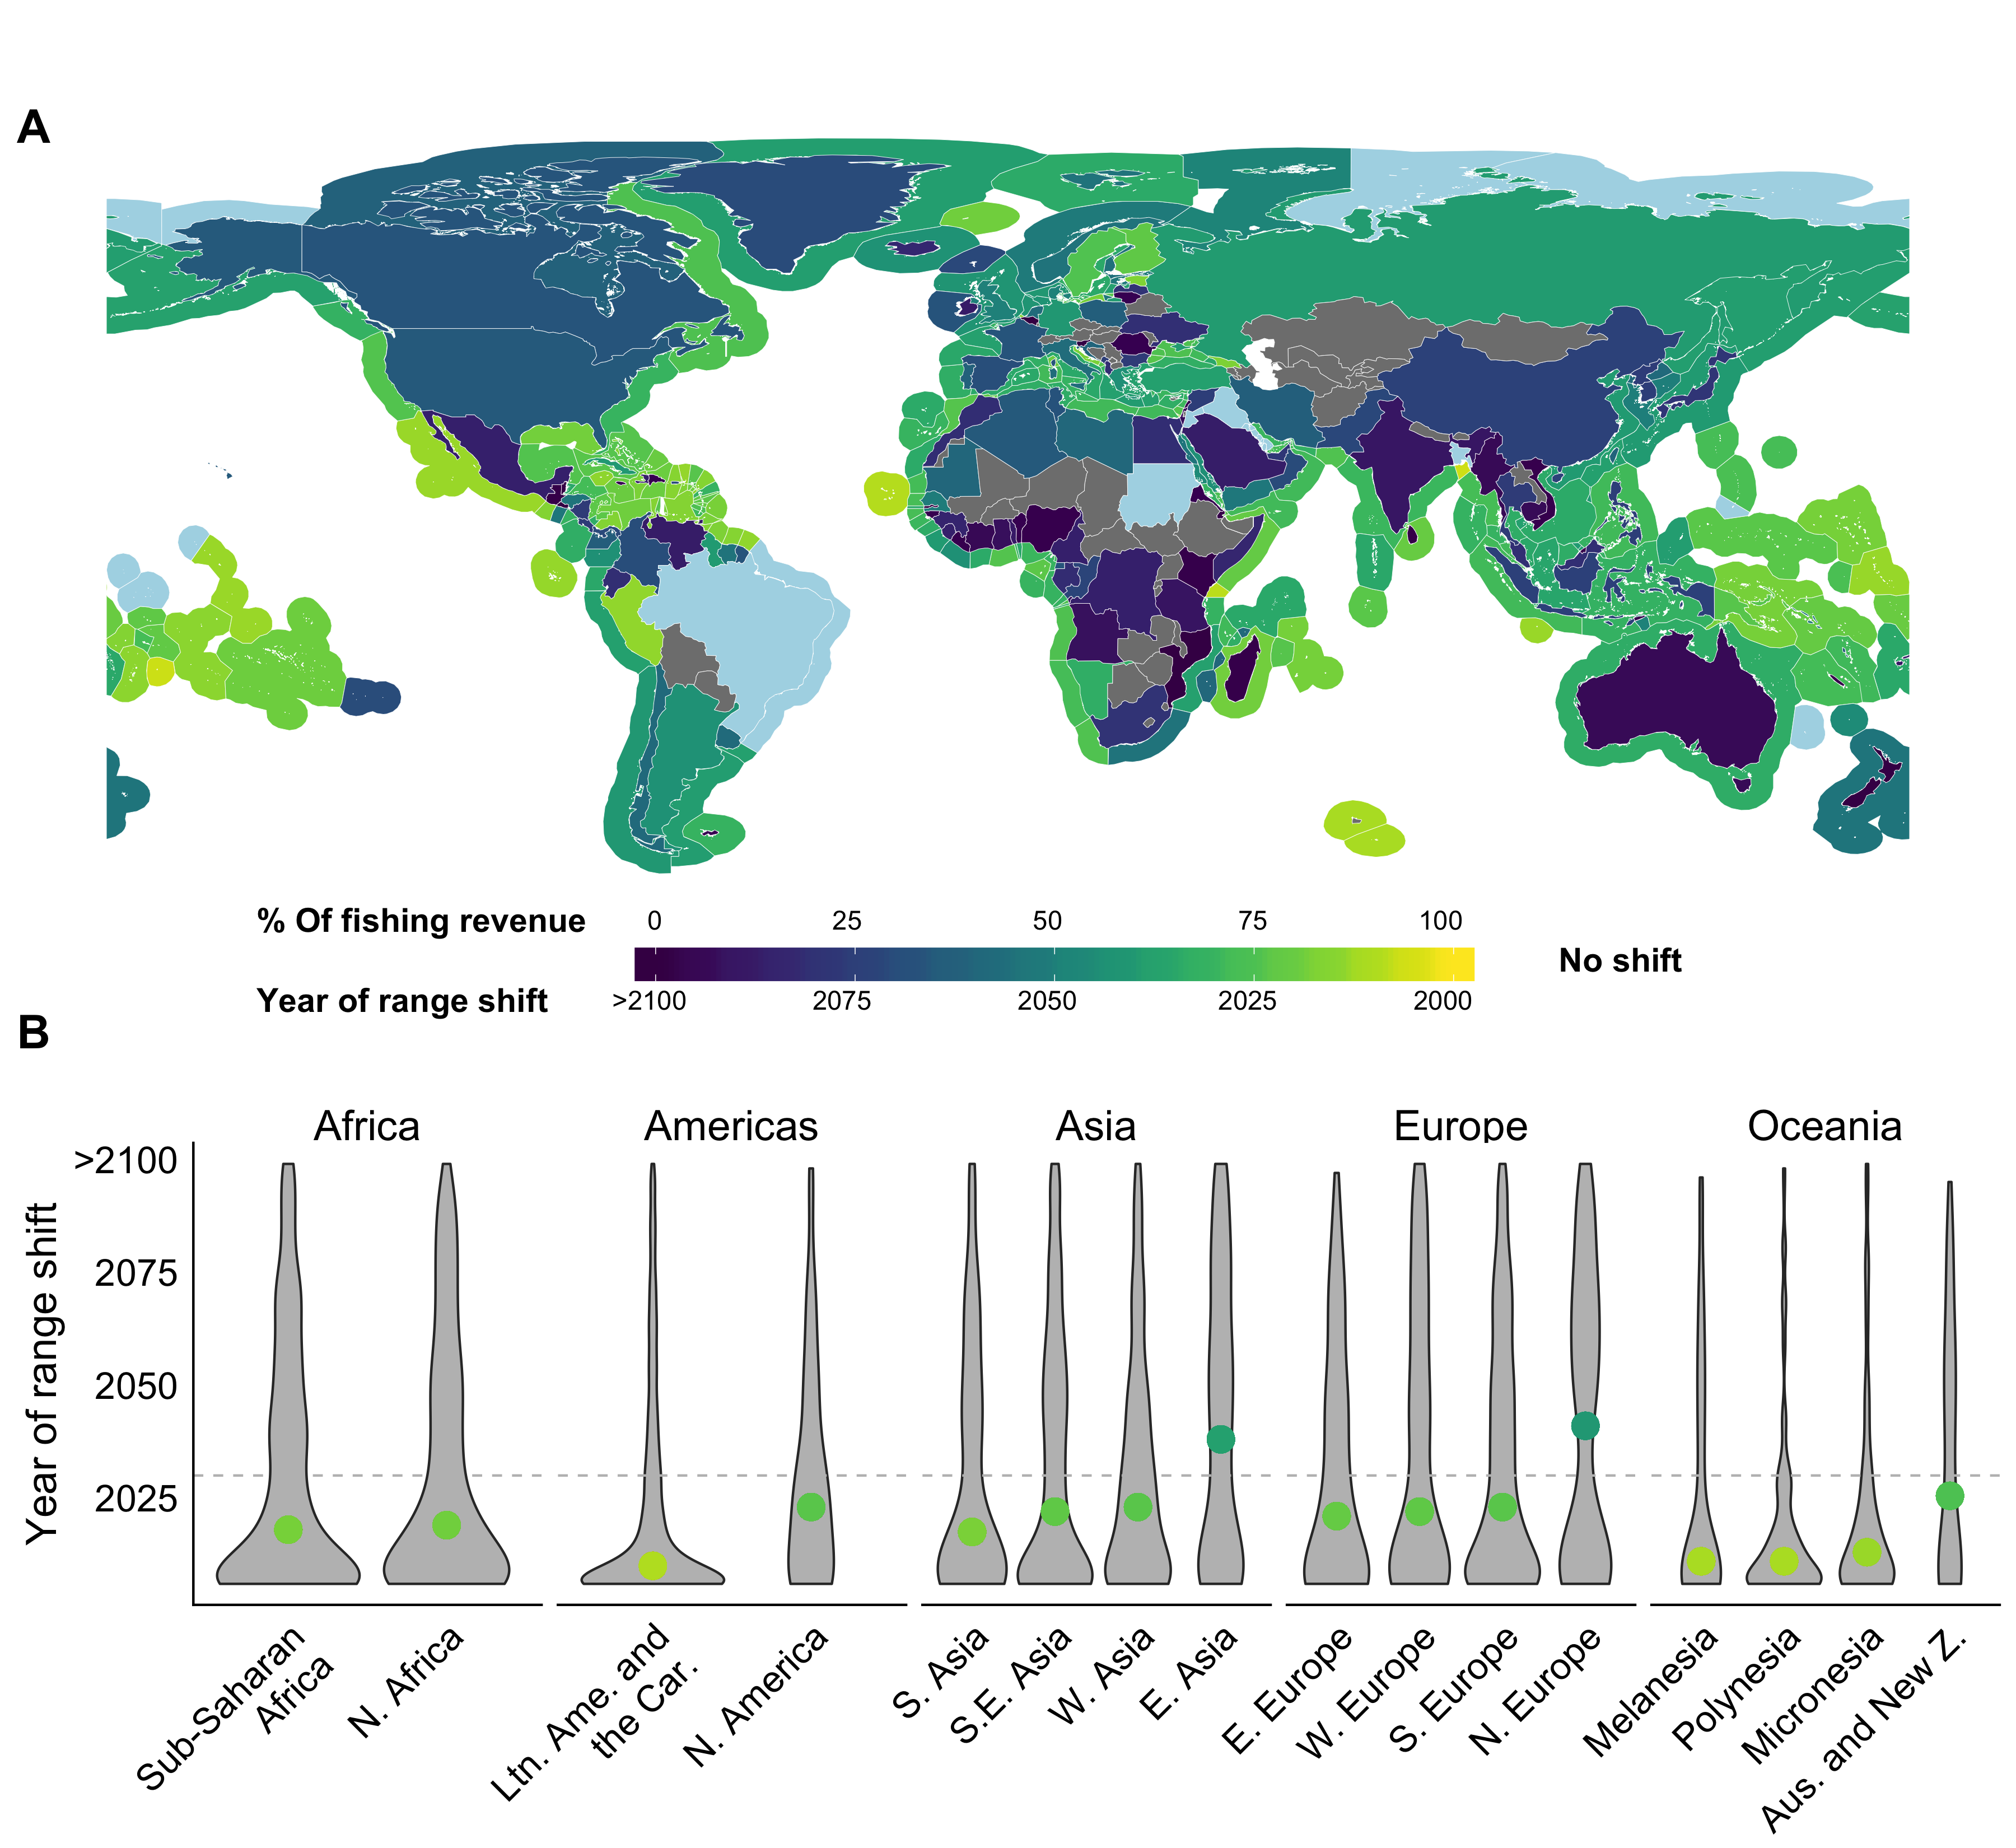 A
% Of fishing revenue
0 25 50 75 100
No shift
Year of range shift
>2100 2075 2050 2025 2000
B
Africa Americas Asia Europe Oceania
Year of range shift
>2100
2075
2050
2025
Sub-Saharan
Africa
N. Africa
Ltn. Ame. and
the Car.
N. America
S. Asia
S.E. Asia
W. Asia
E. Asia
E. Europe
W. Europe
S. Europe
N. Europe
Melanesia
Polynesia
Micronesia
Aus. and New Z.